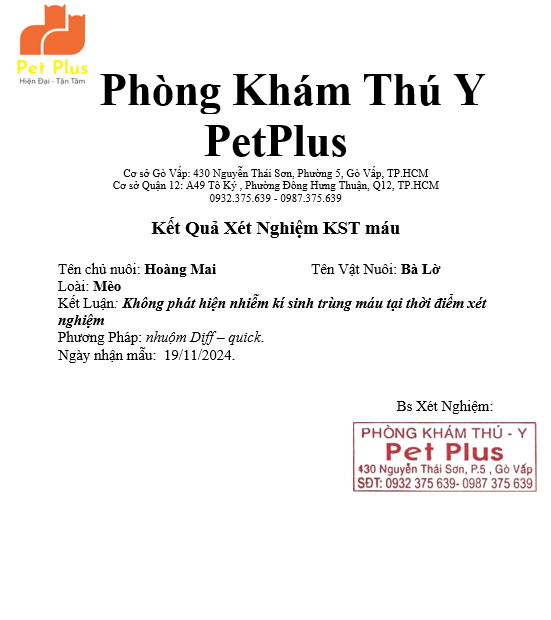 Pet Plus
Hiện Đại - Tận Tâm
Phòng Khám Thú Y
PetPlus
Cơ sở Gò Vấp: 430 Nguyễn Thái Sơn, Phường 5, Gò Vấp, TP.HCM
Cơ sở Quận 12: A49 Tô Ký , Phường Đông Hưng Thuận, Q12, TP.HCM
0932.375.639 - 0987.375.639
Kết Quả Xét Nghiệm KST máu
Tên chủ nuôi: Hoàng Mai Tên Vật Nuôi: Bà Lờ
Loài: Mèo
Kết Luận: Không phát hiện nhiễm kí sinh trùng máu tại thời điểm xét
nghiệm
Phương Pháp: nhuộm Diff – quick.
Ngày nhận mẫu: 19/11/2024.
Bs Xét Nghiệm:
PHÒNG KHÁM THÚ - Y
Pet Plus
430 Nguyễn Thái Sơn, P.5 , Gò Vấp
SĐT: 0932 375 639- 0987 375 639